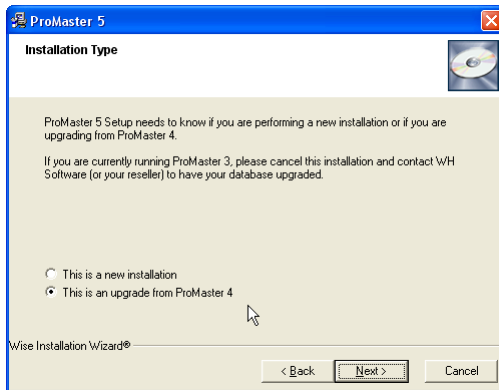 ProMaster 5
Installation Type
ProMaster 5 Setup needs to know if you are performing a new installation or if you are
upgrading from ProMaster 4.
If you are currently running ProMaster 3, please cancel this installation and contact WH
Software (or your reseller) to have your database upgraded.
This is a new installation
This is an upgrade from ProMaster 4
Wise Installation Wizard®
< Back Next > Cancel